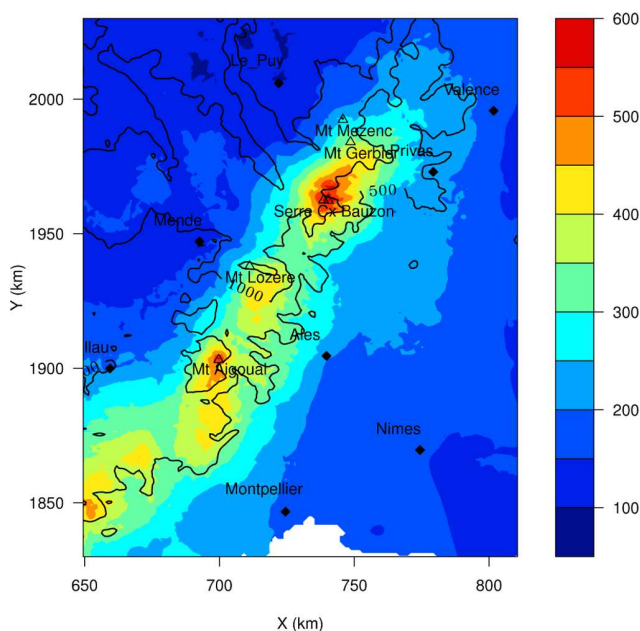 600
Le_Puy
2000
Valence
500
Mt Mezenc
Mt Gerbier
Privas
500
Serre Cx Bauzon
400
Mende
1950
Mt Lozere
1000
Y (km)
300
Ales
llau
00
1900
Mt Aigoual
200
Nimes
Montpellier
1850
100
650
700
750
800
X (km)